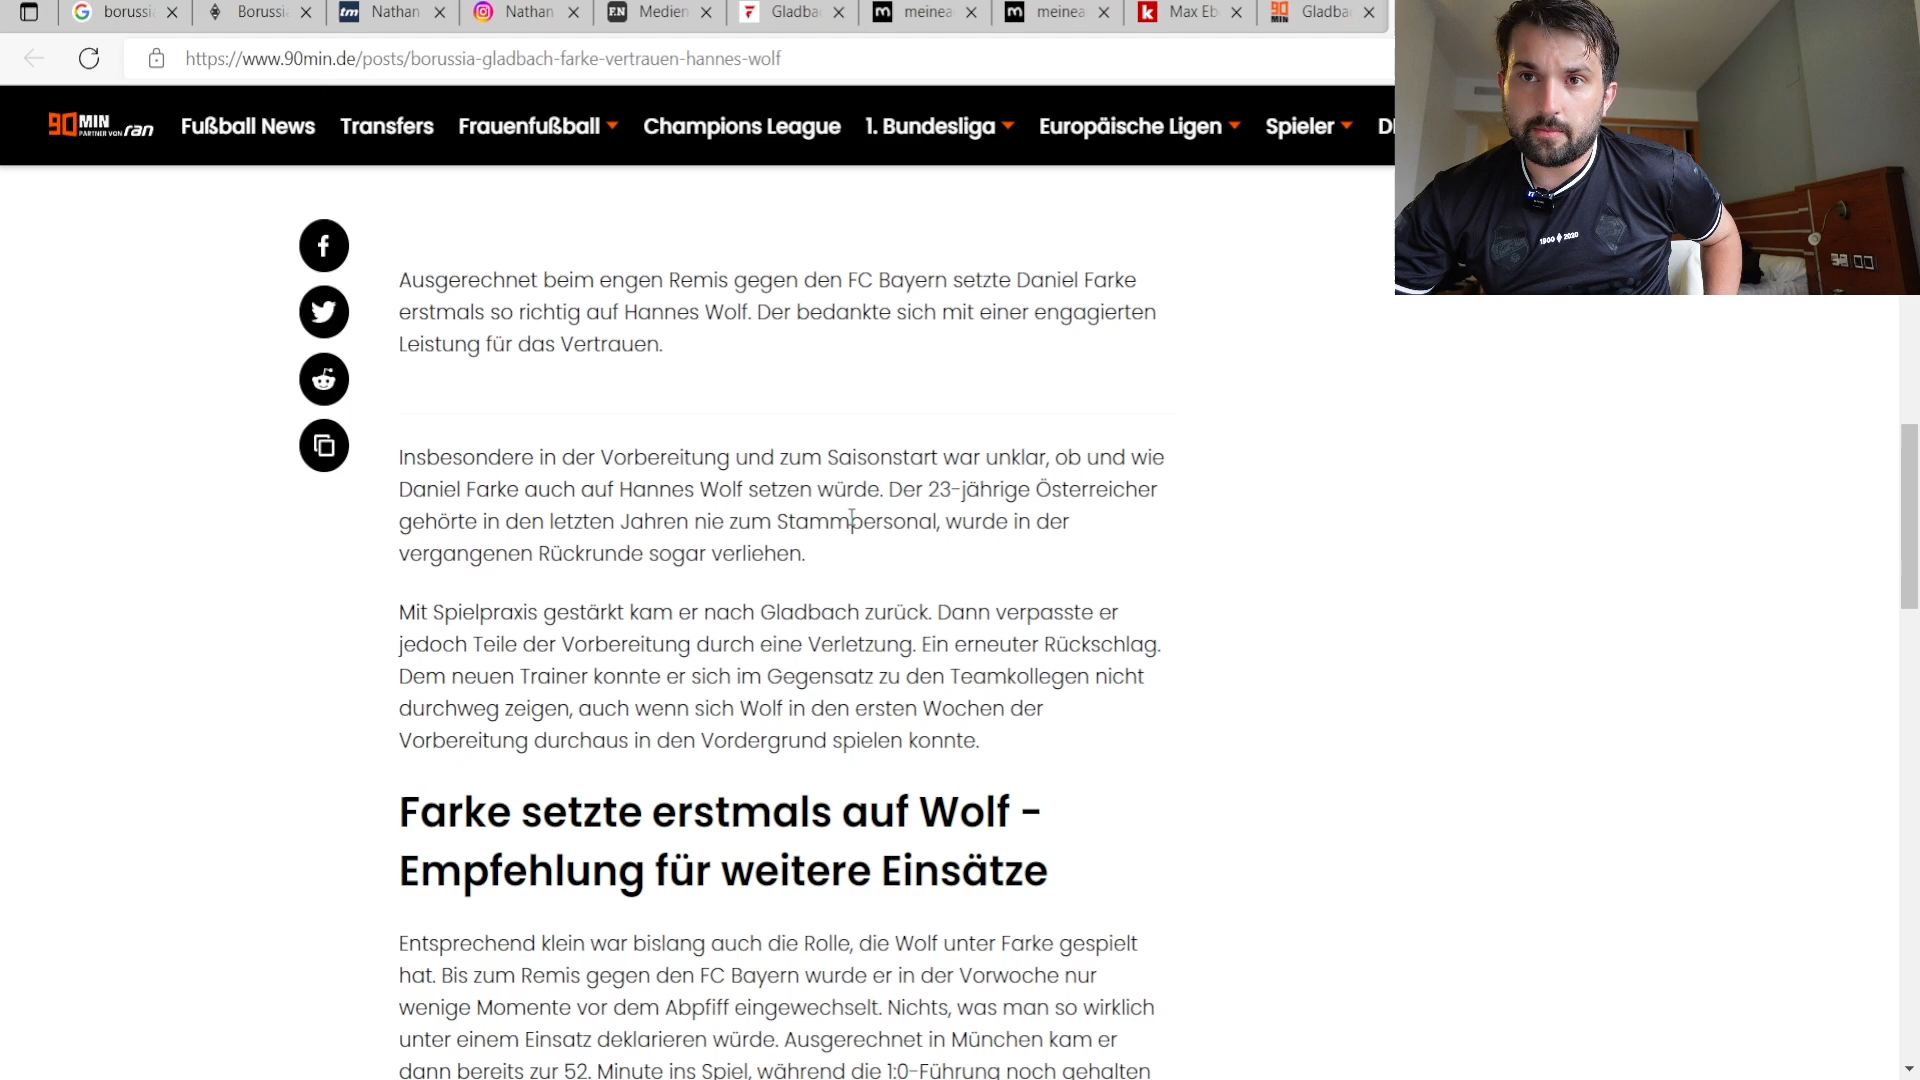 borussi
Borussi
tm
Nathan
Nathan
F.N
Medien
Gladba
m
meinea
m
meinea
k
Max Eb
90
MIN
Gladba
https://www.90min.de/posts/borussia-gladbach-farke-vertrauen-hannes-wolf
90MIN PARTNER VON ran
Fußball News
Transfers
Frauenfußball
Champions League
1. Bundesliga
Europäische Ligen
Spieler
1900 2020
Ausgerechnet beim engen Remis gegen den FC Bayern setzte Daniel Farke
erstmals so richtig auf Hannes Wolf. Der bedankte sich mit einer engagierten
Leistung für das Vertrauen.
Insbesondere in der Vorbereitung und zum Saisonstart war unklar, ob und wie
Daniel Farke auch auf Hannes Wolf setzen würde. Der 23-jährige Österreicher
gehörte in den letzten Jahren nie zum Stammpersonal, wurde in der
vergangenen Rückrunde sogar verliehen.
Mit Spielpraxis gestärkt kam er nach Gladbach zurück. Dann verpasste er
jedoch Teile der Vorbereitung durch eine Verletzung. Ein erneuter Rückschlag.
Dem neuen Trainer konnte er sich im Gegensatz zu den Teamkollegen nicht
durchweg zeigen, auch wenn sich Wolf in den ersten Wochen der
Vorbereitung durchaus in den Vordergrund spielen konnte.
Farke setzte erstmals auf Wolf -
Empfehlung für weitere Einsätze
Entsprechend klein war bislang auch die Rolle, die Wolf unter Farke gespielt
hat. Bis zum Remis gegen den FC Bayern wurde er in der Vorwoche nur
wenige Momente vor dem Abpfiff eingewechselt. Nichts, was man so wirklich
unter einem Einsatz deklarieren würde. Ausgerechnet in München kam er
dann bereits zur 52. Minute ins Spiel, während die 1:0-Führung noch gehalten